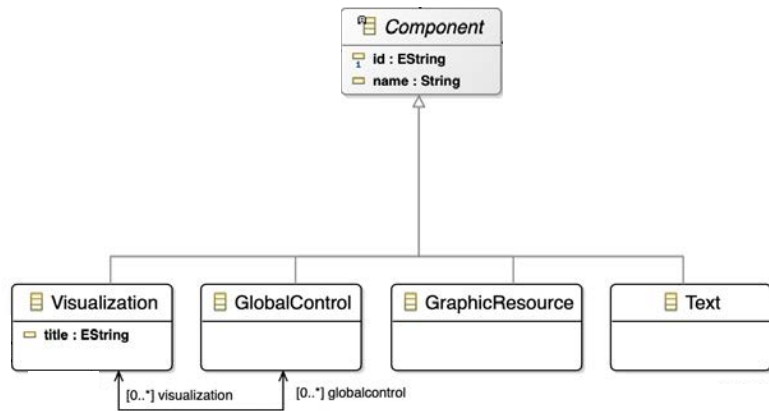 Component
id : EString
name : String
Visualization
title : EString
GlobalControl
GraphicResource
Text
[0..*] visualization
[0..*] globalcontrol